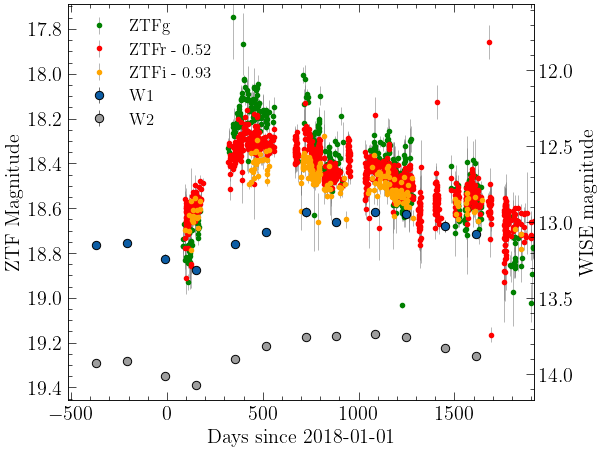 ZTFg
ZTFr - 0.52
ZTFi - 0.93
W1
W2
17.8
18.0
18.2
18.4
18.6
18.8
19.0
19.2
19.4
ZTF Magnitude
12.0
12.5
13.0
13.5
14.0
WISE magnitude
−500 0 500 1000 1500
Days since 2018-01-01